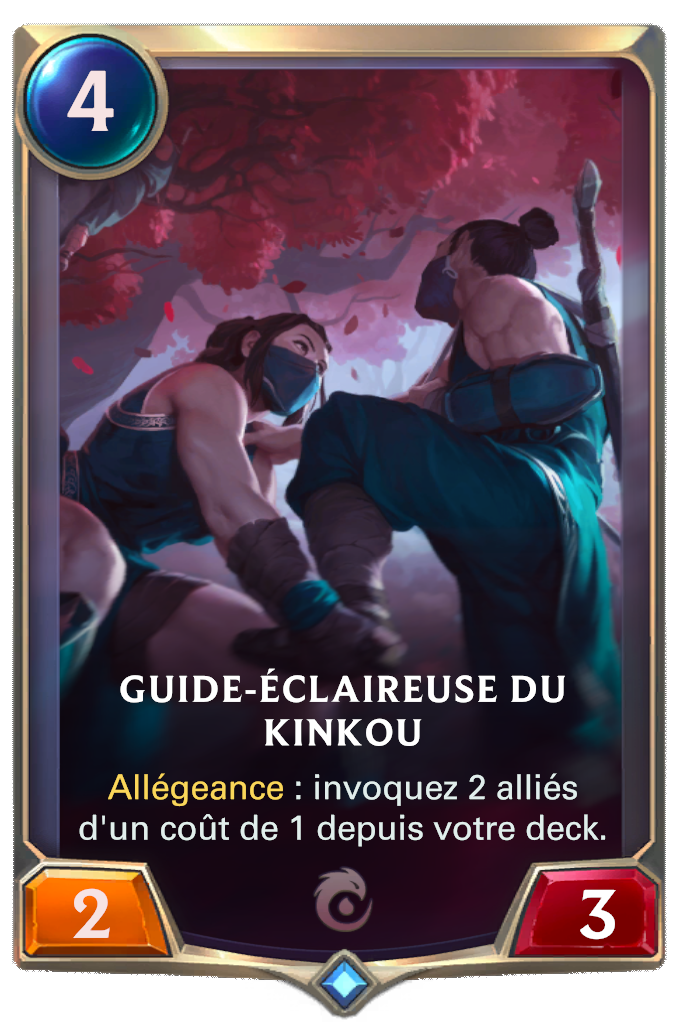 4
GUIDE-ÉCLAIREUSE DU
KINKOU
Allégeance : invoquez 2 alliés
d'un coût de 1 depuis votre deck.
2
3